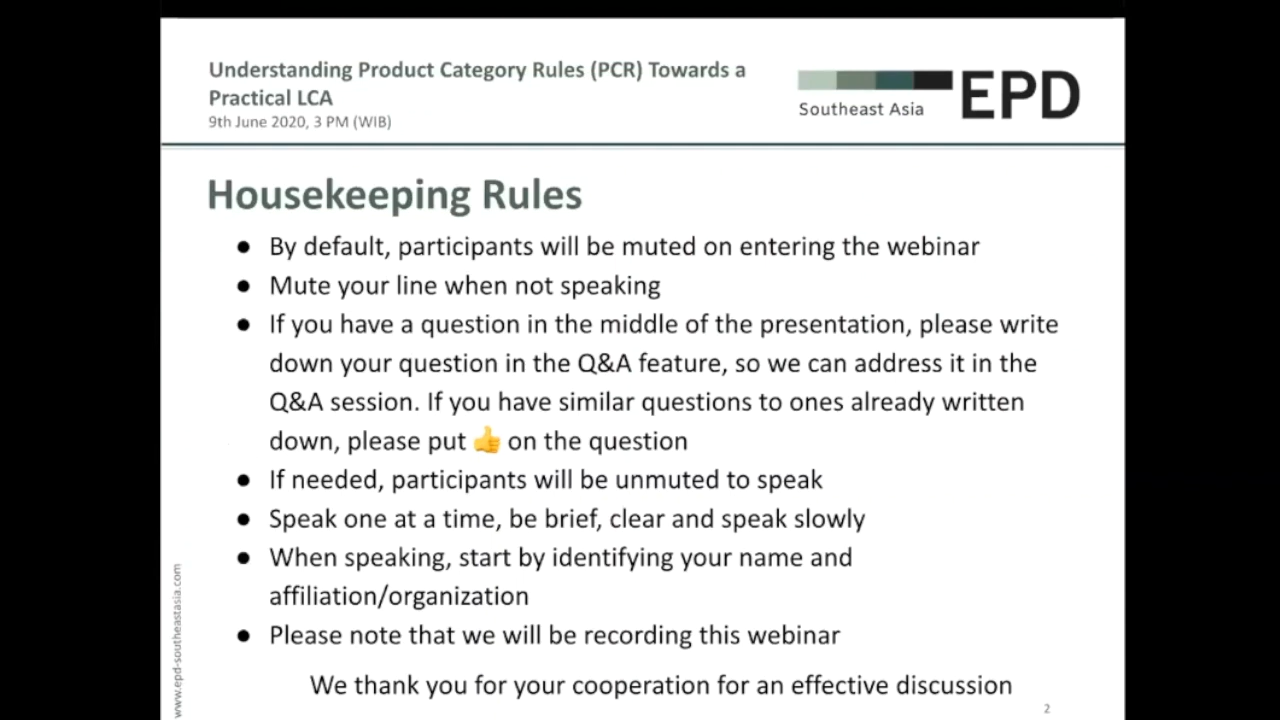 Understanding Product Category Rules (PCR) Towards a
Practical LCA
9th June 2020, 3 PM (WIB)
Southeast Asia
EPD
Housekeeping Rules
● By default, participants will be muted on entering the webinar
● Mute your line when not speaking
● If you have a question in the middle of the presentation, please write
down your question in the Q&A feature, so we can address it in the
Q&A session. If you have similar questions to ones already written
down, please put 👍 on the question
● If needed, participants will be unmuted to speak
● Speak one at a time, be brief, clear and speak slowly
● When speaking, start by identifying your name and
affiliation/organization
● Please note that we will be recording this webinar
We thank you for your cooperation for an effective discussion
www.epd-southeastasia.com
2